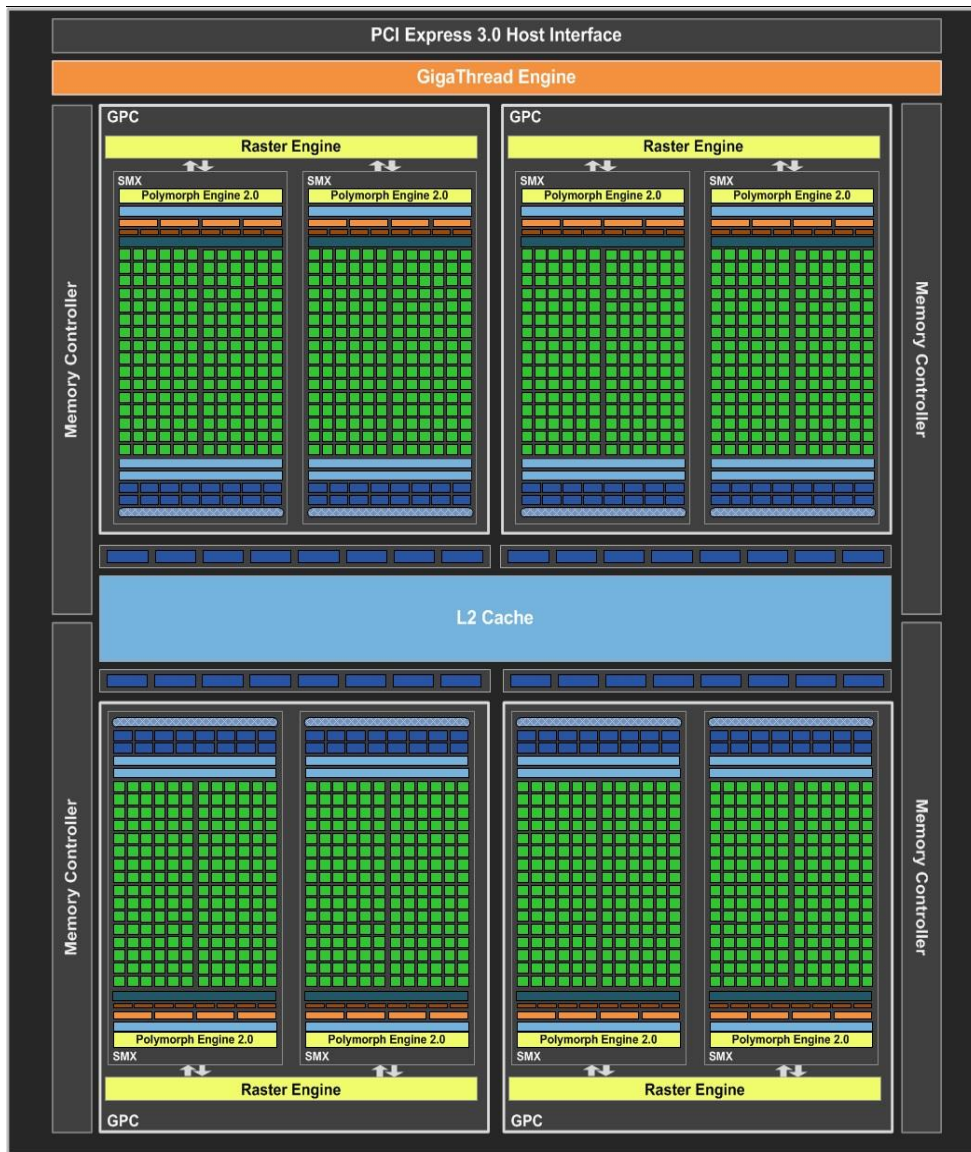 PCI Express 3.0 Host Interface
GigaThread Engine
Memory Controller
Memory Controller
GPC
GPC
Raster Engine
Raster Engine
SMX
SMX
SMX
SMX
Polymorph Engine 2.0
Polymorph Engine 2.0
Polymorph Engine 2.0
Polymorph Engine 2.0
L2 Cache
Memory Controller
Memory Controller
Polymorph Engine 2.0
Polymorph Engine 2.0
Polymorph Engine 2.0
Polymorph Engine 2.0
SMX
SMX
SMX
SMX
Raster Engine
Raster Engine
GPC
GPC